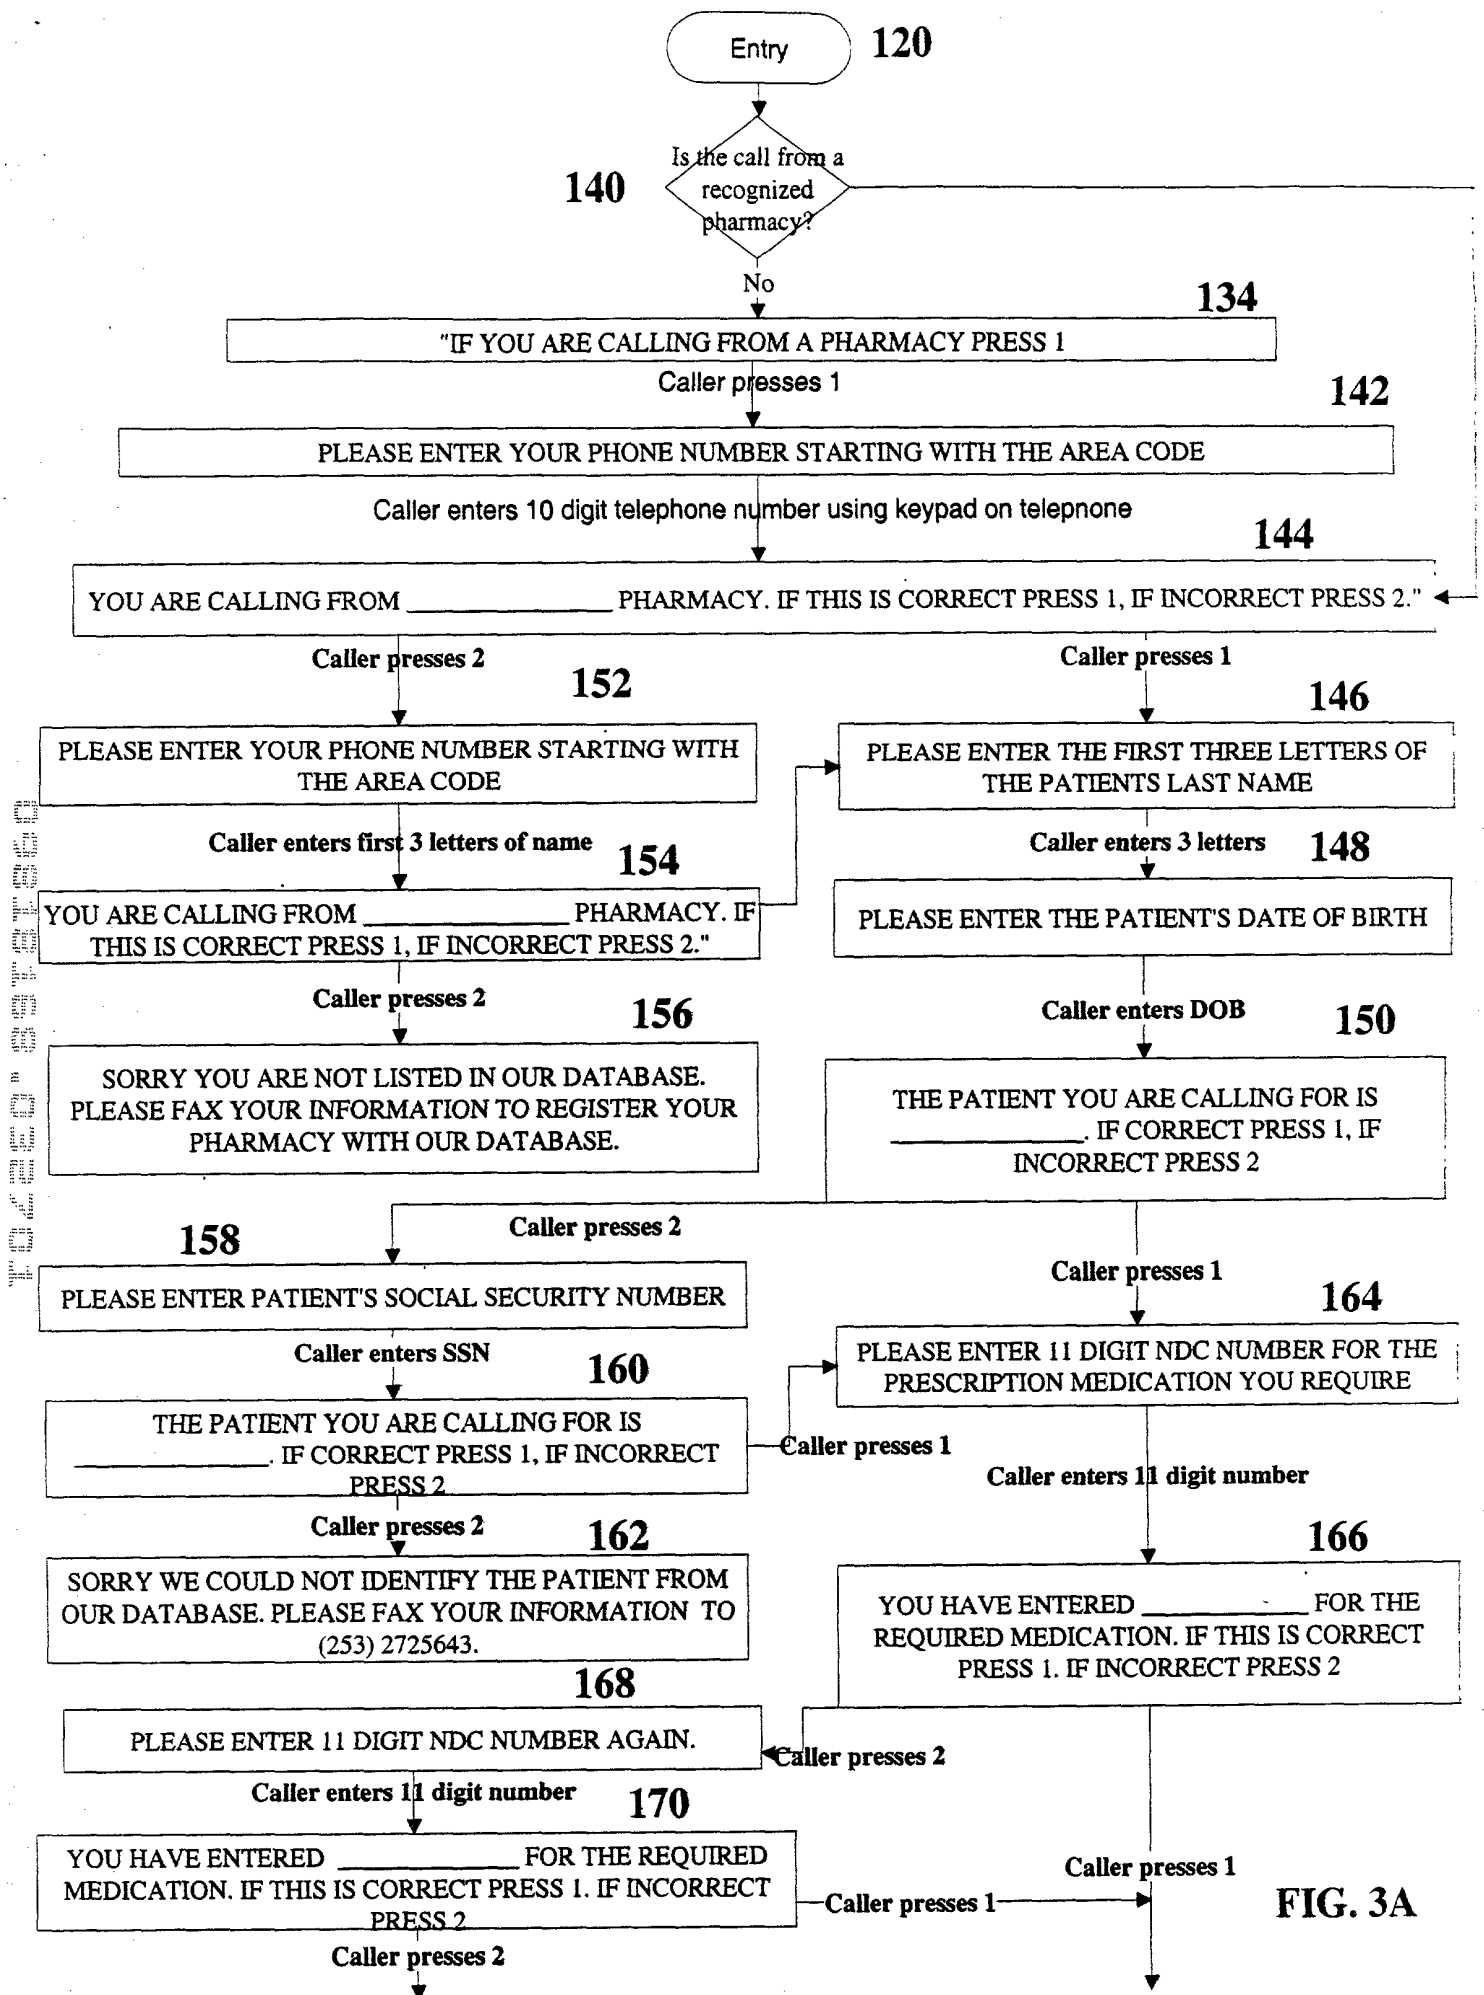 Entry
120
Is the call from a
recognized
pharmacy?
140
No
134
"IF YOU ARE CALLING FROM A PHARMACY PRESS 1
Caller presses 1
142
PLEASE ENTER YOUR PHONE NUMBER STARTING WITH THE AREA CODE
Caller enters 10 digit telephone number using keypad on telepnone
144
YOU ARE CALLING FROM ________________ PHARMACY. IF THIS IS CORRECT PRESS 1, IF INCORRECT PRESS 2."
Caller presses 2
Caller presses 1
152
146
PLEASE ENTER YOUR PHONE NUMBER STARTING WITH
THE AREA CODE
PLEASE ENTER THE FIRST THREE LETTERS OF
THE PATIENTS LAST NAME
Caller enters first 3 letters of name
154
Caller enters 3 letters
148
YOU ARE CALLING FROM ________________ PHARMACY. IF
THIS IS CORRECT PRESS 1, IF INCORRECT PRESS 2."
PLEASE ENTER THE PATIENT'S DATE OF BIRTH
Caller presses 2
156
Caller enters DOB
150
SORRY YOU ARE NOT LISTED IN OUR DATABASE.
PLEASE FAX YOUR INFORMATION TO REGISTER YOUR
PHARMACY WITH OUR DATABASE.
THE PATIENT YOU ARE CALLING FOR IS
________________. IF CORRECT PRESS 1, IF
INCORRECT PRESS 2
158
Caller presses 2
Caller presses 1
PLEASE ENTER PATIENT'S SOCIAL SECURITY NUMBER
164
Caller enters SSN
160
PLEASE ENTER 11 DIGIT NDC NUMBER FOR THE
PRESCRIPTION MEDICATION YOU REQUIRE
THE PATIENT YOU ARE CALLING FOR IS
________________. IF CORRECT PRESS 1, IF INCORRECT
PRESS 2
Caller presses 1
Caller enters 11 digit number
Caller presses 2
162
166
SORRY WE COULD NOT IDENTIFY THE PATIENT FROM
OUR DATABASE. PLEASE FAX YOUR INFORMATION TO
(253) 2725643.
YOU HAVE ENTERED ______________ FOR THE
REQUIRED MEDICATION. IF THIS IS CORRECT
PRESS 1. IF INCORRECT PRESS 2
168
PLEASE ENTER 11 DIGIT NDC NUMBER AGAIN.
Caller presses 2
Caller enters 11 digit number
170
YOU HAVE ENTERED _______________ FOR THE REQUIRED
MEDICATION. IF THIS IS CORRECT PRESS 1. IF INCORRECT
PRESS 2
Caller presses 1
Caller presses 1
FIG. 3A
Caller presses 2